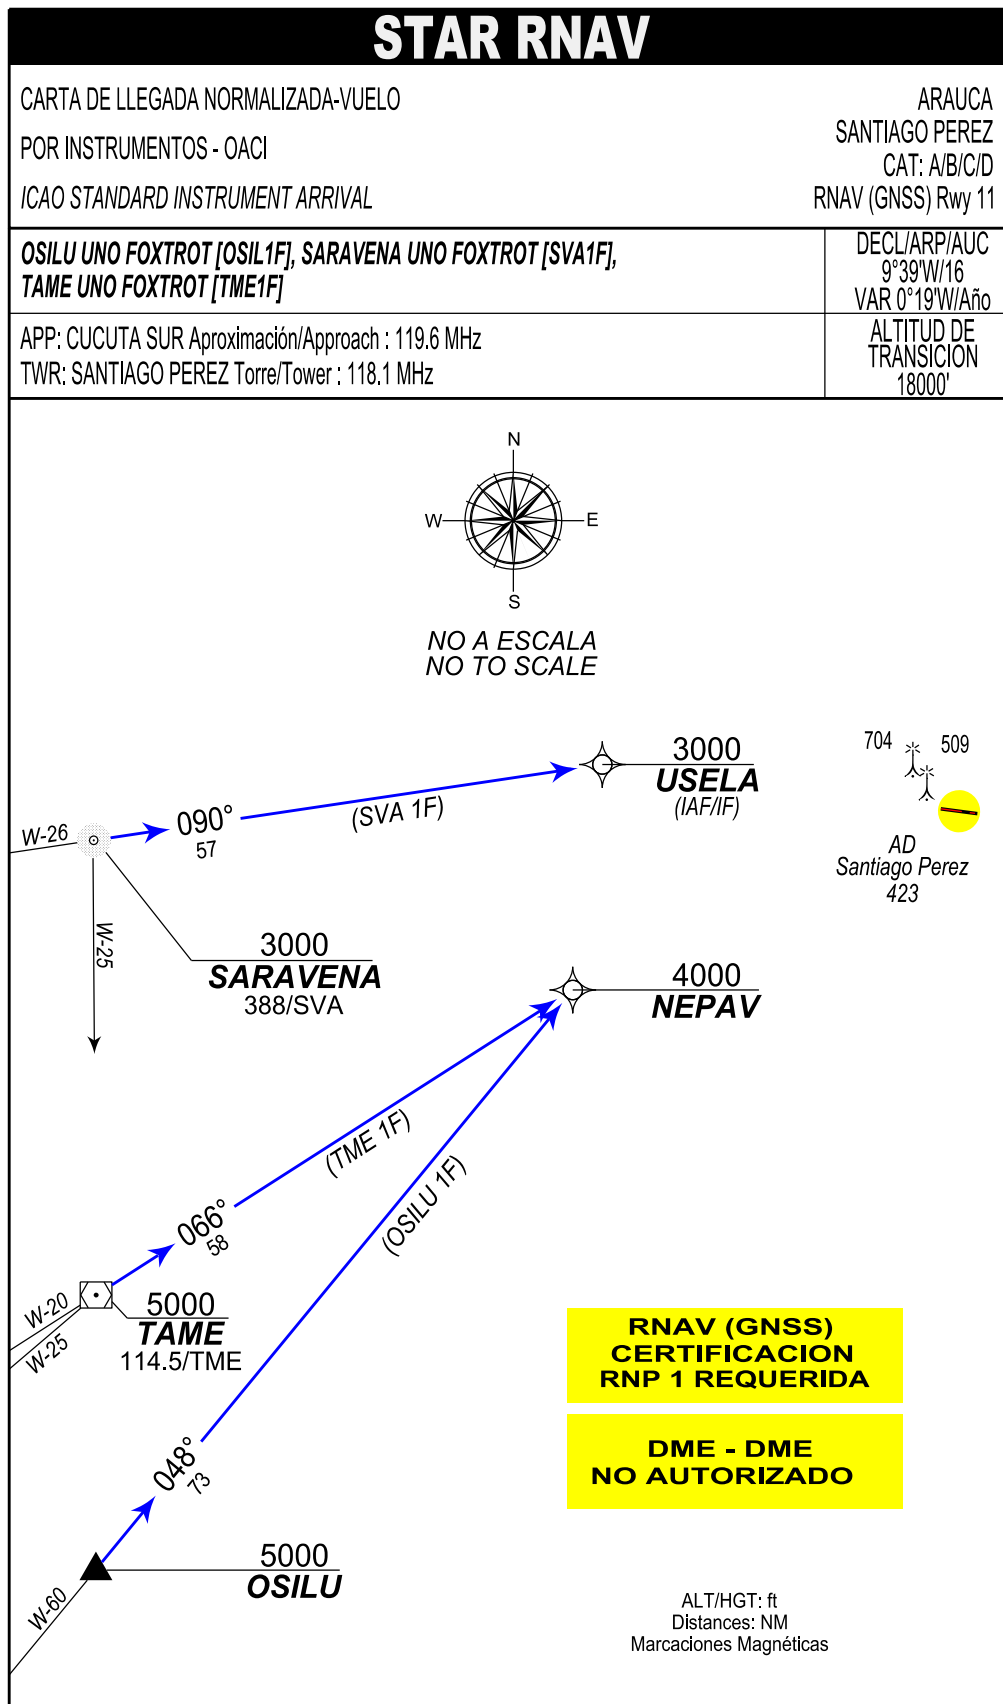 STAR RNAV
CARTA DE LLEGADA NORMALIZADA-VUELO
POR INSTRUMENTOS - OACI
ICAO STANDARD INSTRUMENT ARRIVAL
ARAUCA
SANTIAGO PEREZ
CAT: A/B/C/D
RNAV (GNSS) Rwy 11
OSILU UNO FOXTROT [OSIL1F], SARAVENA UNO FOXTROT [SVA1F],
TAME UNO FOXTROT [TME1F]
DECL/ARP/AUC
9°39'W/16
VAR 0°19'W/Año
APP: CUCUTA SUR Aproximación/Approach : 119.6 MHz
TWR: SANTIAGO PEREZ Torre/Tower : 118.1 MHz
ALTITUD DE
TRANSICION
18000'
N
W
E
S
NO A ESCALA
NO TO SCALE
704
509
3000
USELA
(IAF/IF)
(SVA 1F)
090°
57
W-26
AD
Santiago Perez
423
W-25
3000
SARAVENA
388/SVA
4000
NEPAV
(TME 1F)
(OSILU 1F)
066°
58
W-20
W-25
5000
TAME
114.5/TME
RNAV (GNSS)
CERTIFICACION
RNP 1 REQUERIDA
DME - DME
NO AUTORIZADO
048°
73
5000
OSILU
W-60
ALT/HGT: ft
Distances: NM
Marcaciones Magnéticas